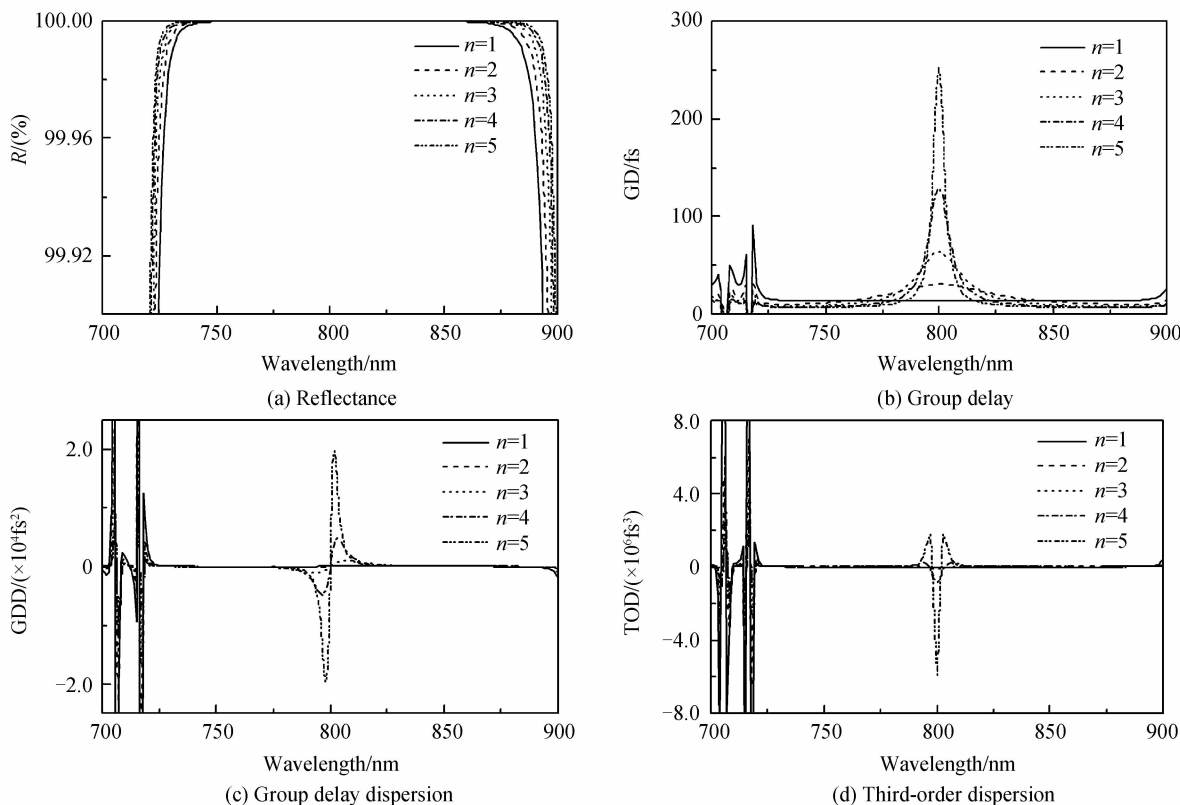 100.00
99.96
99.92
R/(%)
n=1
n=2
n=3
n=4
n=5
700 750 800 850 900
Wavelength/nm
(a) Reflectance
300
250
200
150
100
50
0
GD/fs
n=1
n=2
n=3
n=4
n=5
700 750 800 850 900
Wavelength/nm
(b) Group delay
2.0
0
−2.0
GDD/(×10⁴fs²)
n=1
n=2
n=3
n=4
n=5
700 750 800 850 900
Wavelength/nm
(c) Group delay dispersion
8.0
4.0
0
−4.0
−8.0
TOD/(×10⁶fs³)
n=1
n=2
n=3
n=4
n=5
700 750 800 850 900
Wavelength/nm
(d) Third-order dispersion